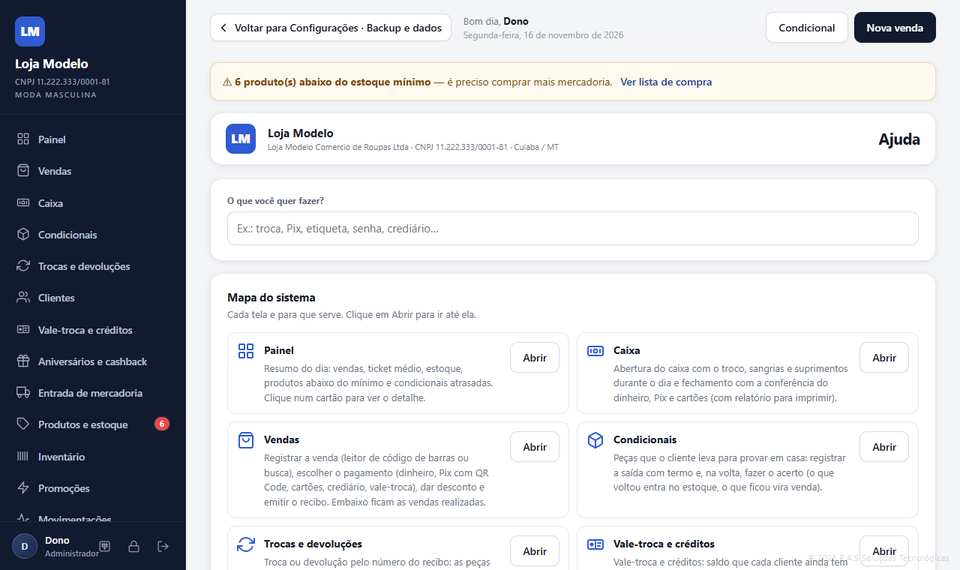 LM
Loja Modelo
CNPJ 11.222.333/0001-81
MODA MASCULINA
Painel
Vendas
Caixa
Condicionais
Trocas e devoluções
Clientes
Vale-troca e créditos
Aniversários e cashback
Entrada de mercadoria
Produtos e estoque
6
Inventário
Promoções
Movimentações
D
Dono
Administrador
Voltar para Configurações · Backup e dados
Bom dia, Dono
Segunda-feira, 16 de novembro de 2026
Condicional
Nova venda
⚠ 6 produto(s) abaixo do estoque mínimo — é preciso comprar mais mercadoria. Ver lista de compra
LM
Loja Modelo
Loja Modelo Comercio de Roupas Ltda · CNPJ 11.222.333/0001-81 · Cuiaba / MT
Ajuda
O que você quer fazer?
Ex.: troca, Pix, etiqueta, senha, crediário...
Mapa do sistema
Cada tela e para que serve. Clique em Abrir para ir até ela.
Painel
Resumo do dia: vendas, ticket médio, estoque,
produtos abaixo do mínimo e condicionais atrasadas.
Clique num cartão para ver o detalhe.
Abrir
Caixa
Abertura do caixa com o troco, sangrias e suprimentos
durante o dia e fechamento com a conferência do
dinheiro, Pix e cartões (com relatório para imprimir).
Abrir
Vendas
Registrar a venda (leitor de código de barras ou
busca), escolher o pagamento (dinheiro, Pix com QR
Code, cartões, crediário, vale-troca), dar desconto e
emitir o recibo. Embaixo ficam as vendas realizadas.
Abrir
Condicionais
Peças que o cliente leva para provar em casa: registrar
a saída com termo e, na volta, fazer o acerto (o que
voltou entra no estoque, o que ficou vira venda).
Abrir
Trocas e devoluções
Troca ou devolução pelo número do recibo: as peças
Abrir
Vale-troca e créditos
Vale-troca e créditos: saldo que cada cliente ainda tem
Abrir